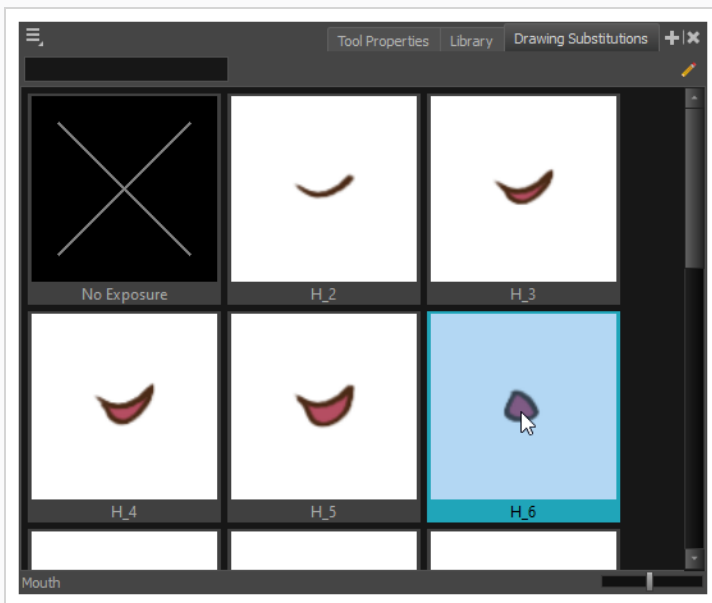 Tool Properties Library Drawing Substitutions
No Exposure H_2 H_3
H_4 H_5 H_6
Mouth